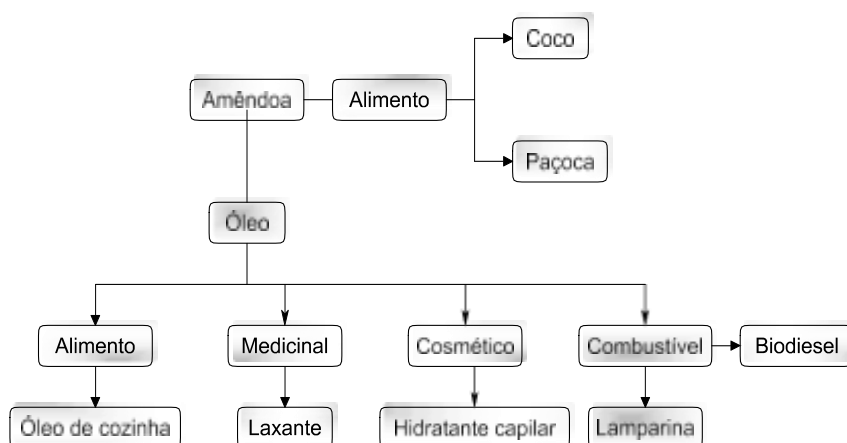 Coco
Amêndoa
Alimento
Paçoca
Óleo
Alimento
Medicinal
Cosmético
Combustível
Biodiesel
Óleo de cozinha
Laxante
Hidratante capilar
Lamparina